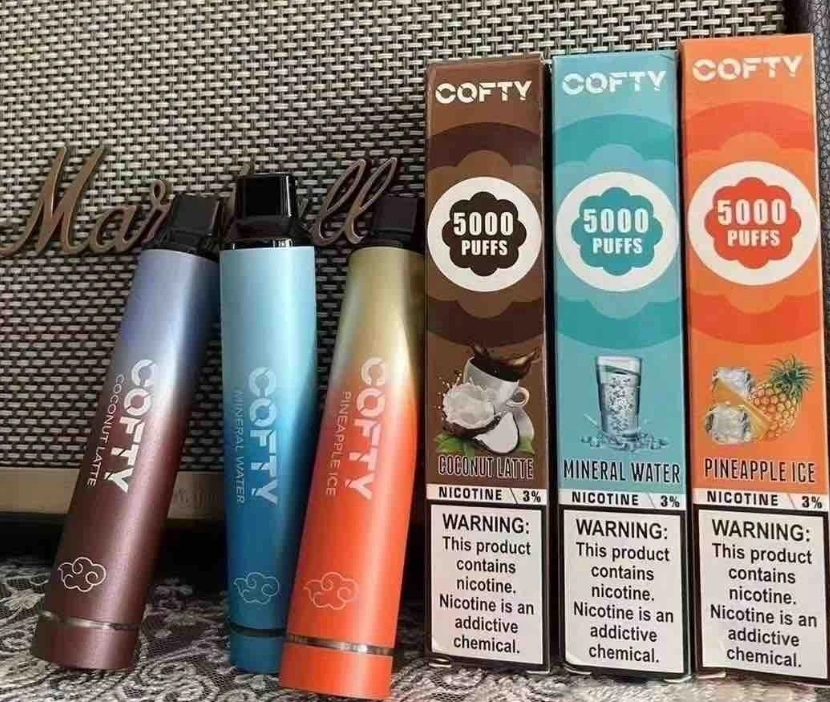 Marshall
COFTY
COCONUT LATTE
COFTY
MINERAL WATER
COFTY
PINEAPPLE ICE
COFTY
5000
PUFFS
COCONUT LATTE
NICOTINE 3%
WARNING:
This product
contains
nicotine.
Nicotine is an
addictive
chemical.
COFTY
5000
PUFFS
MINERAL WATER
NICOTINE 3%
WARNING:
This product
contains
nicotine.
Nicotine is an
addictive
chemical.
COFTY
5000
PUFFS
PINEAPPLE ICE
NICOTINE 3%
WARNING:
This product
contains
nicotine.
Nicotine is an
addictive
chemical.